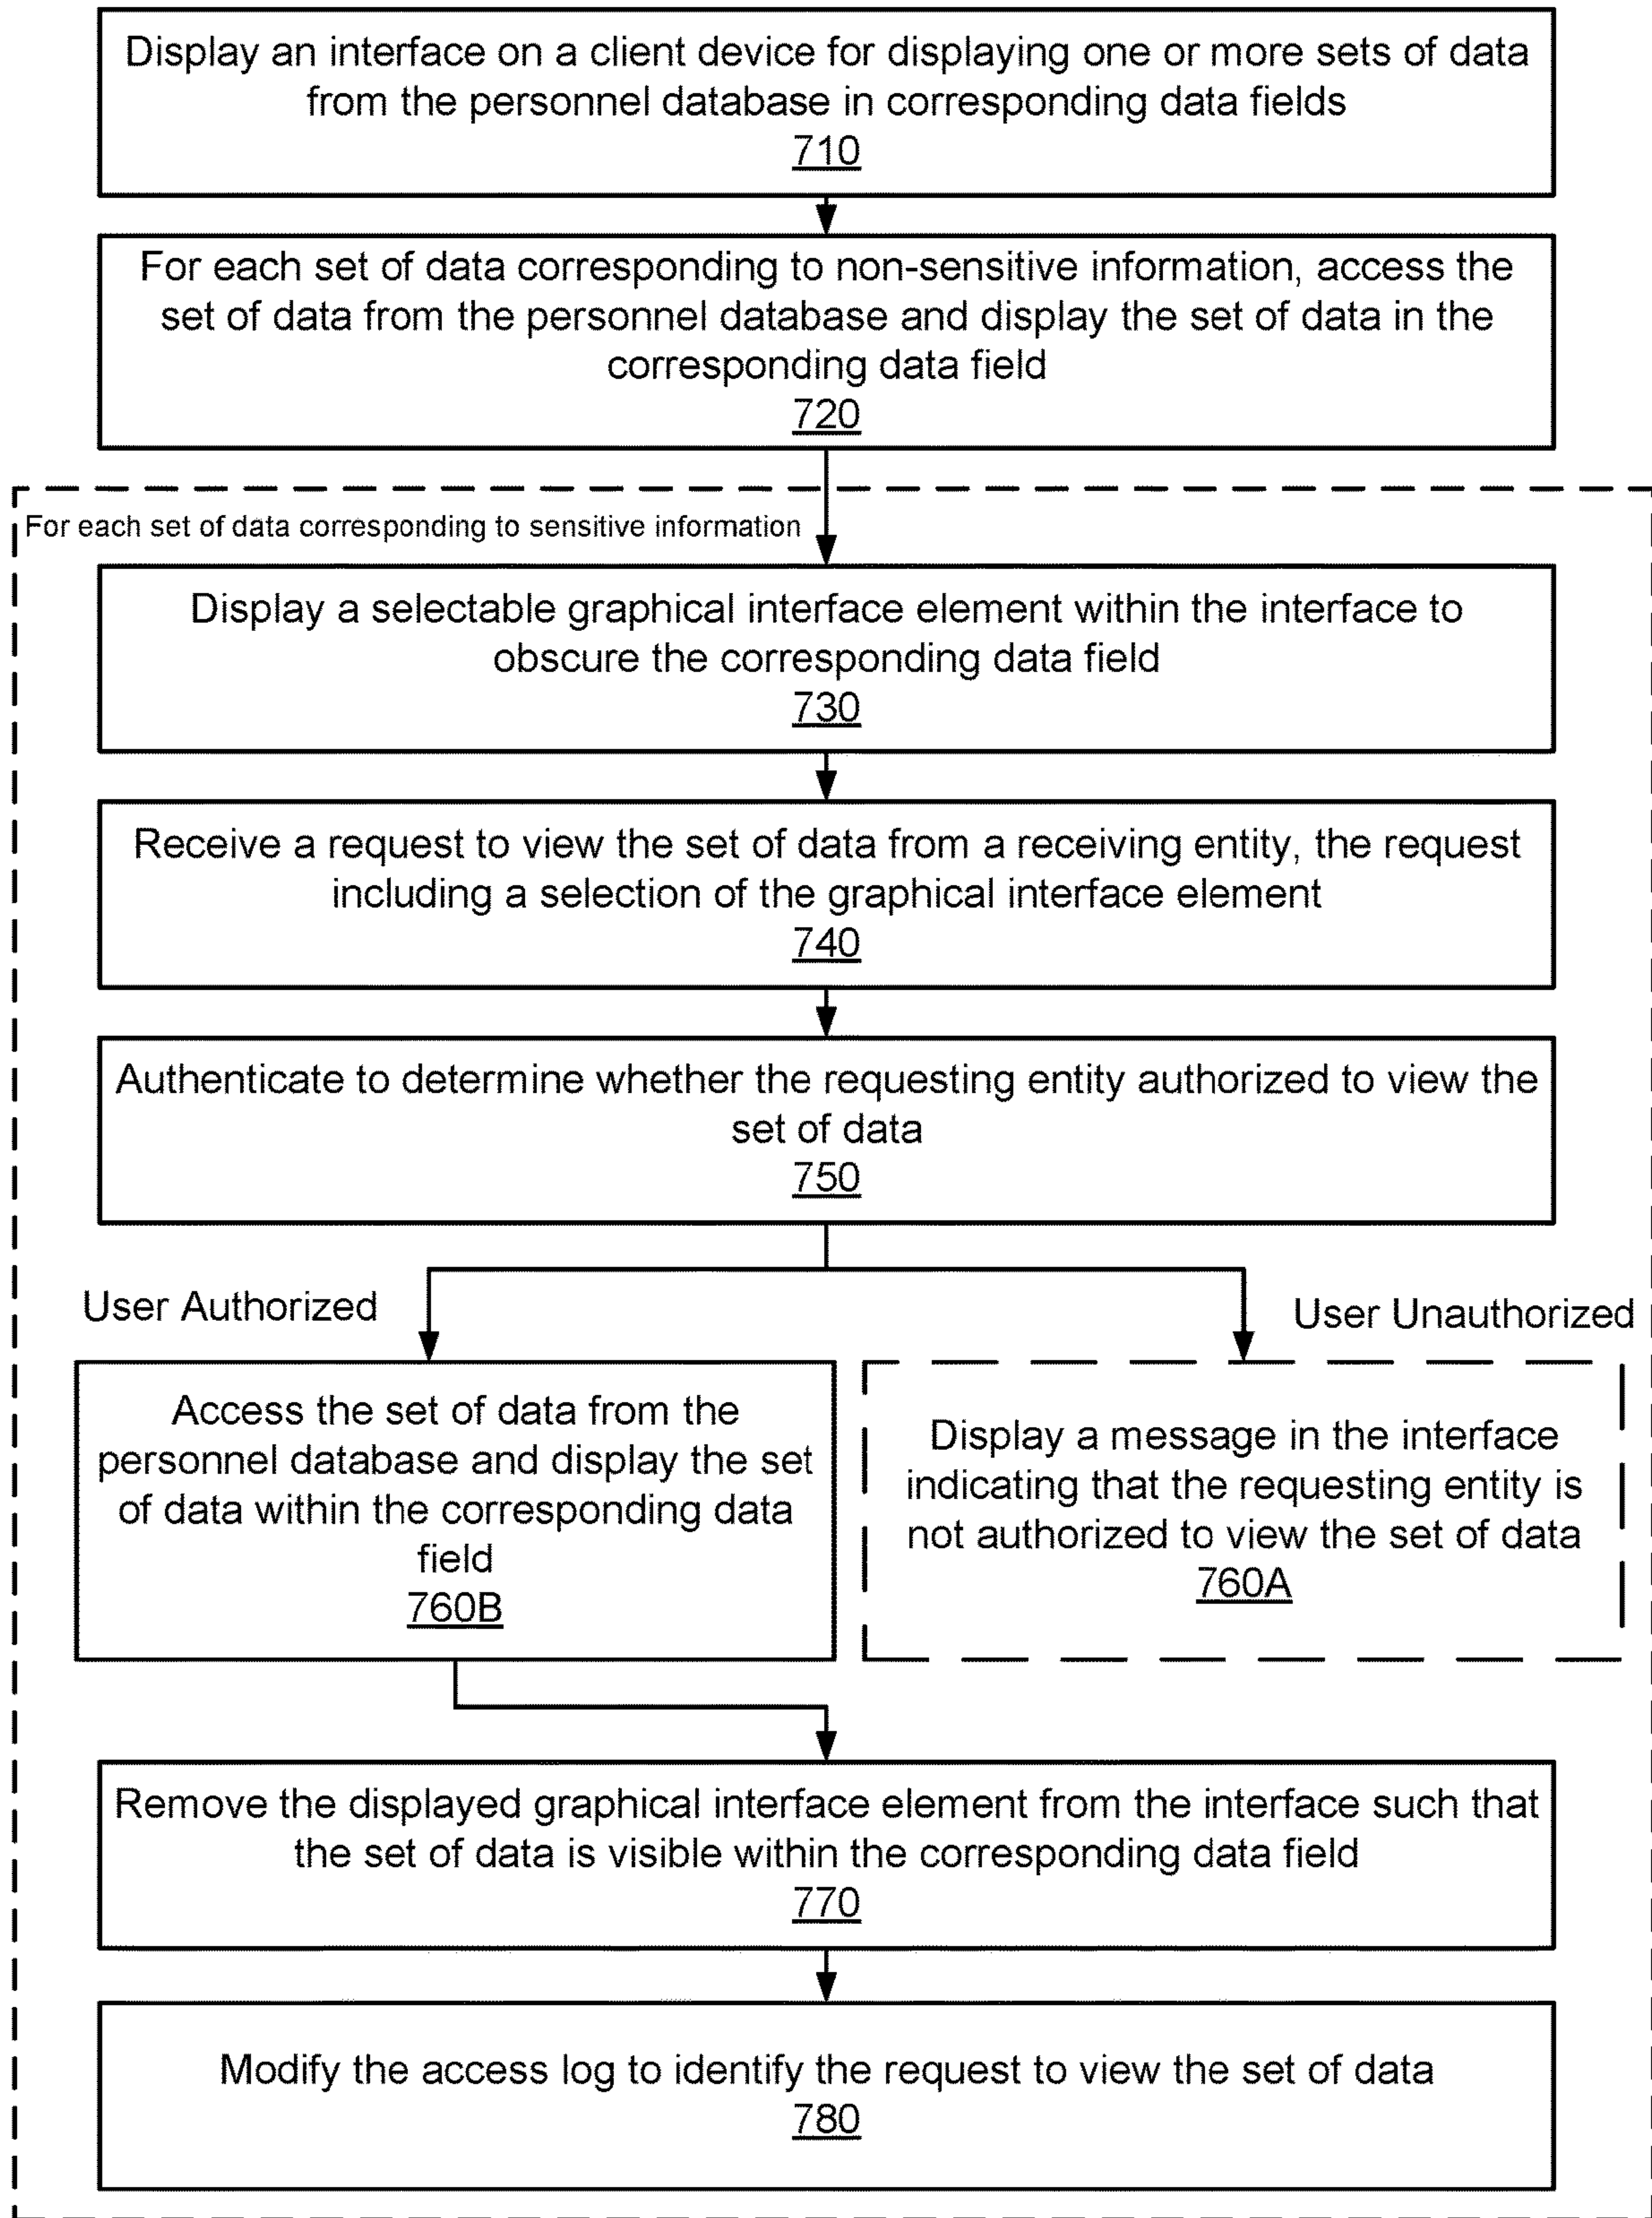 Display an interface on a client device for displaying one or more sets of data
from the personnel database in corresponding data fields
710
For each set of data corresponding to non-sensitive information, access the
set of data from the personnel database and display the set of data in the
corresponding data field
720
For each set of data corresponding to sensitive information
Display a selectable graphical interface element within the interface to
obscure the corresponding data field
730
Receive a request to view the set of data from a receiving entity, the request
including a selection of the graphical interface element
740
Authenticate to determine whether the requesting entity authorized to view the
set of data
750
User Authorized
User Unauthorized
Access the set of data from the
personnel database and display the set
of data within the corresponding data
field
760B
Display a message in the interface
indicating that the requesting entity is
not authorized to view the set of data
760A
Remove the displayed graphical interface element from the interface such that
the set of data is visible within the corresponding data field
770
Modify the access log to identify the request to view the set of data
780